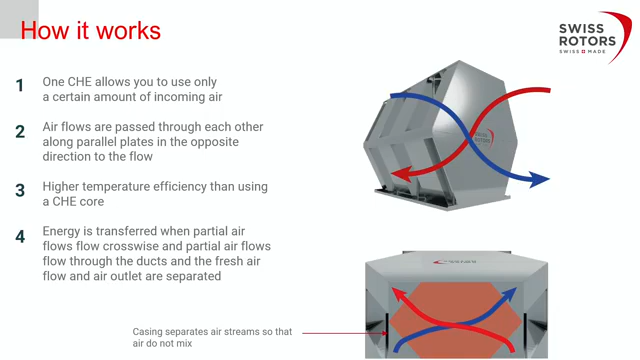 How it works
SWISS
ROTORS
SWISS MADE
1
One CHE allows you to use only
a certain amount of incoming air
2
Air flows are passed through each other
along parallel plates in the opposite
direction to the flow
3
Higher temperature efficiency than using
a CHE core
4
Energy is transferred when partial air
flows flow crosswise and partial air flows
flow through the ducts and the fresh air
flow and air outlet are separated
SWISS
ROTORS
Casing separates air streams so that
air do not mix